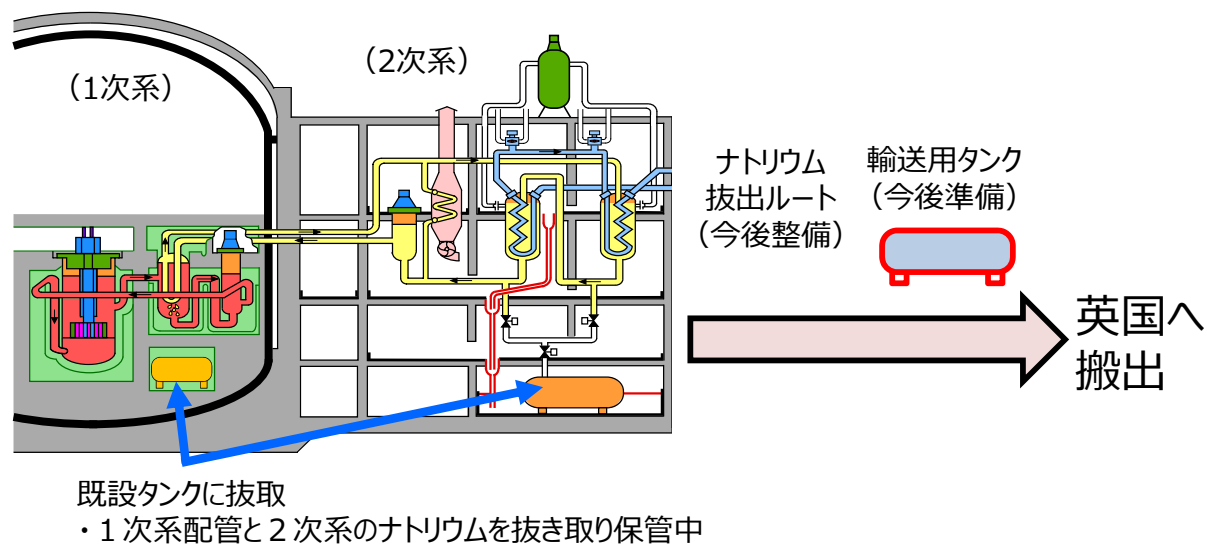 (1次系)
(2次系)
ナトリウム
抜出ルート
(今後整備)
輸送用タンク
(今後準備)
英国へ
搬出
既設タンクに抜取
・１次系配管と２次系のナトリウムを抜き取り保管中